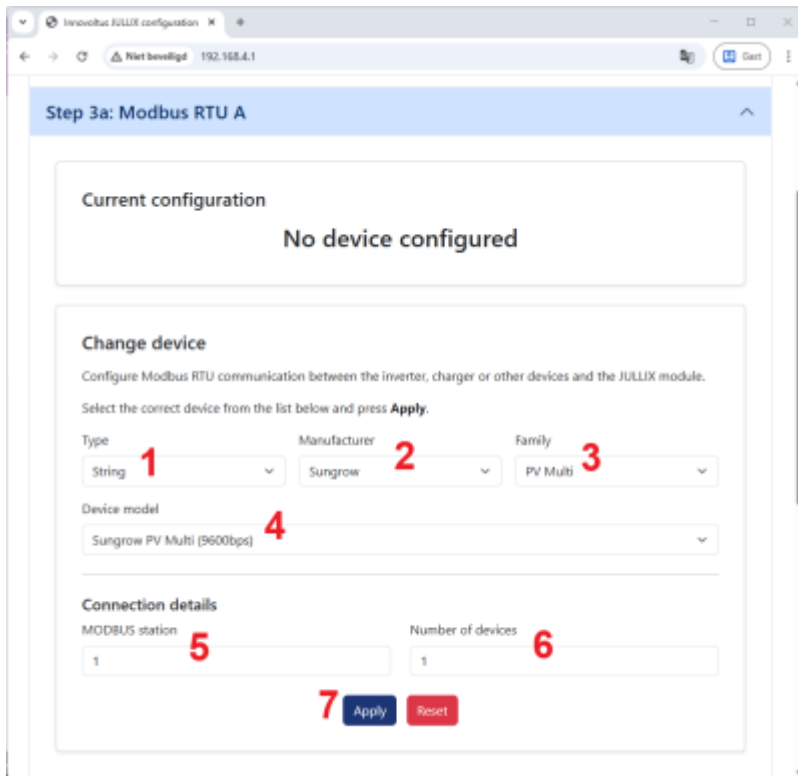 Innovoltus JULLIX configuration
Niet beveiligd 192.168.4.1 Gast
Step 3a: Modbus RTU A
Current configuration
No device configured
Change device
Configure Modbus RTU communication between the inverter, charger or other devices and the JULLIX module.
Select the correct device from the list below and press Apply.
Type Manufacturer Family
1 2 3
String Sungrow PV Multi
Device model
4
Sungrow PV Multi (9600bps)
Connection details
MODBUS station Number of devices
5 6
1 1
7 Apply Reset